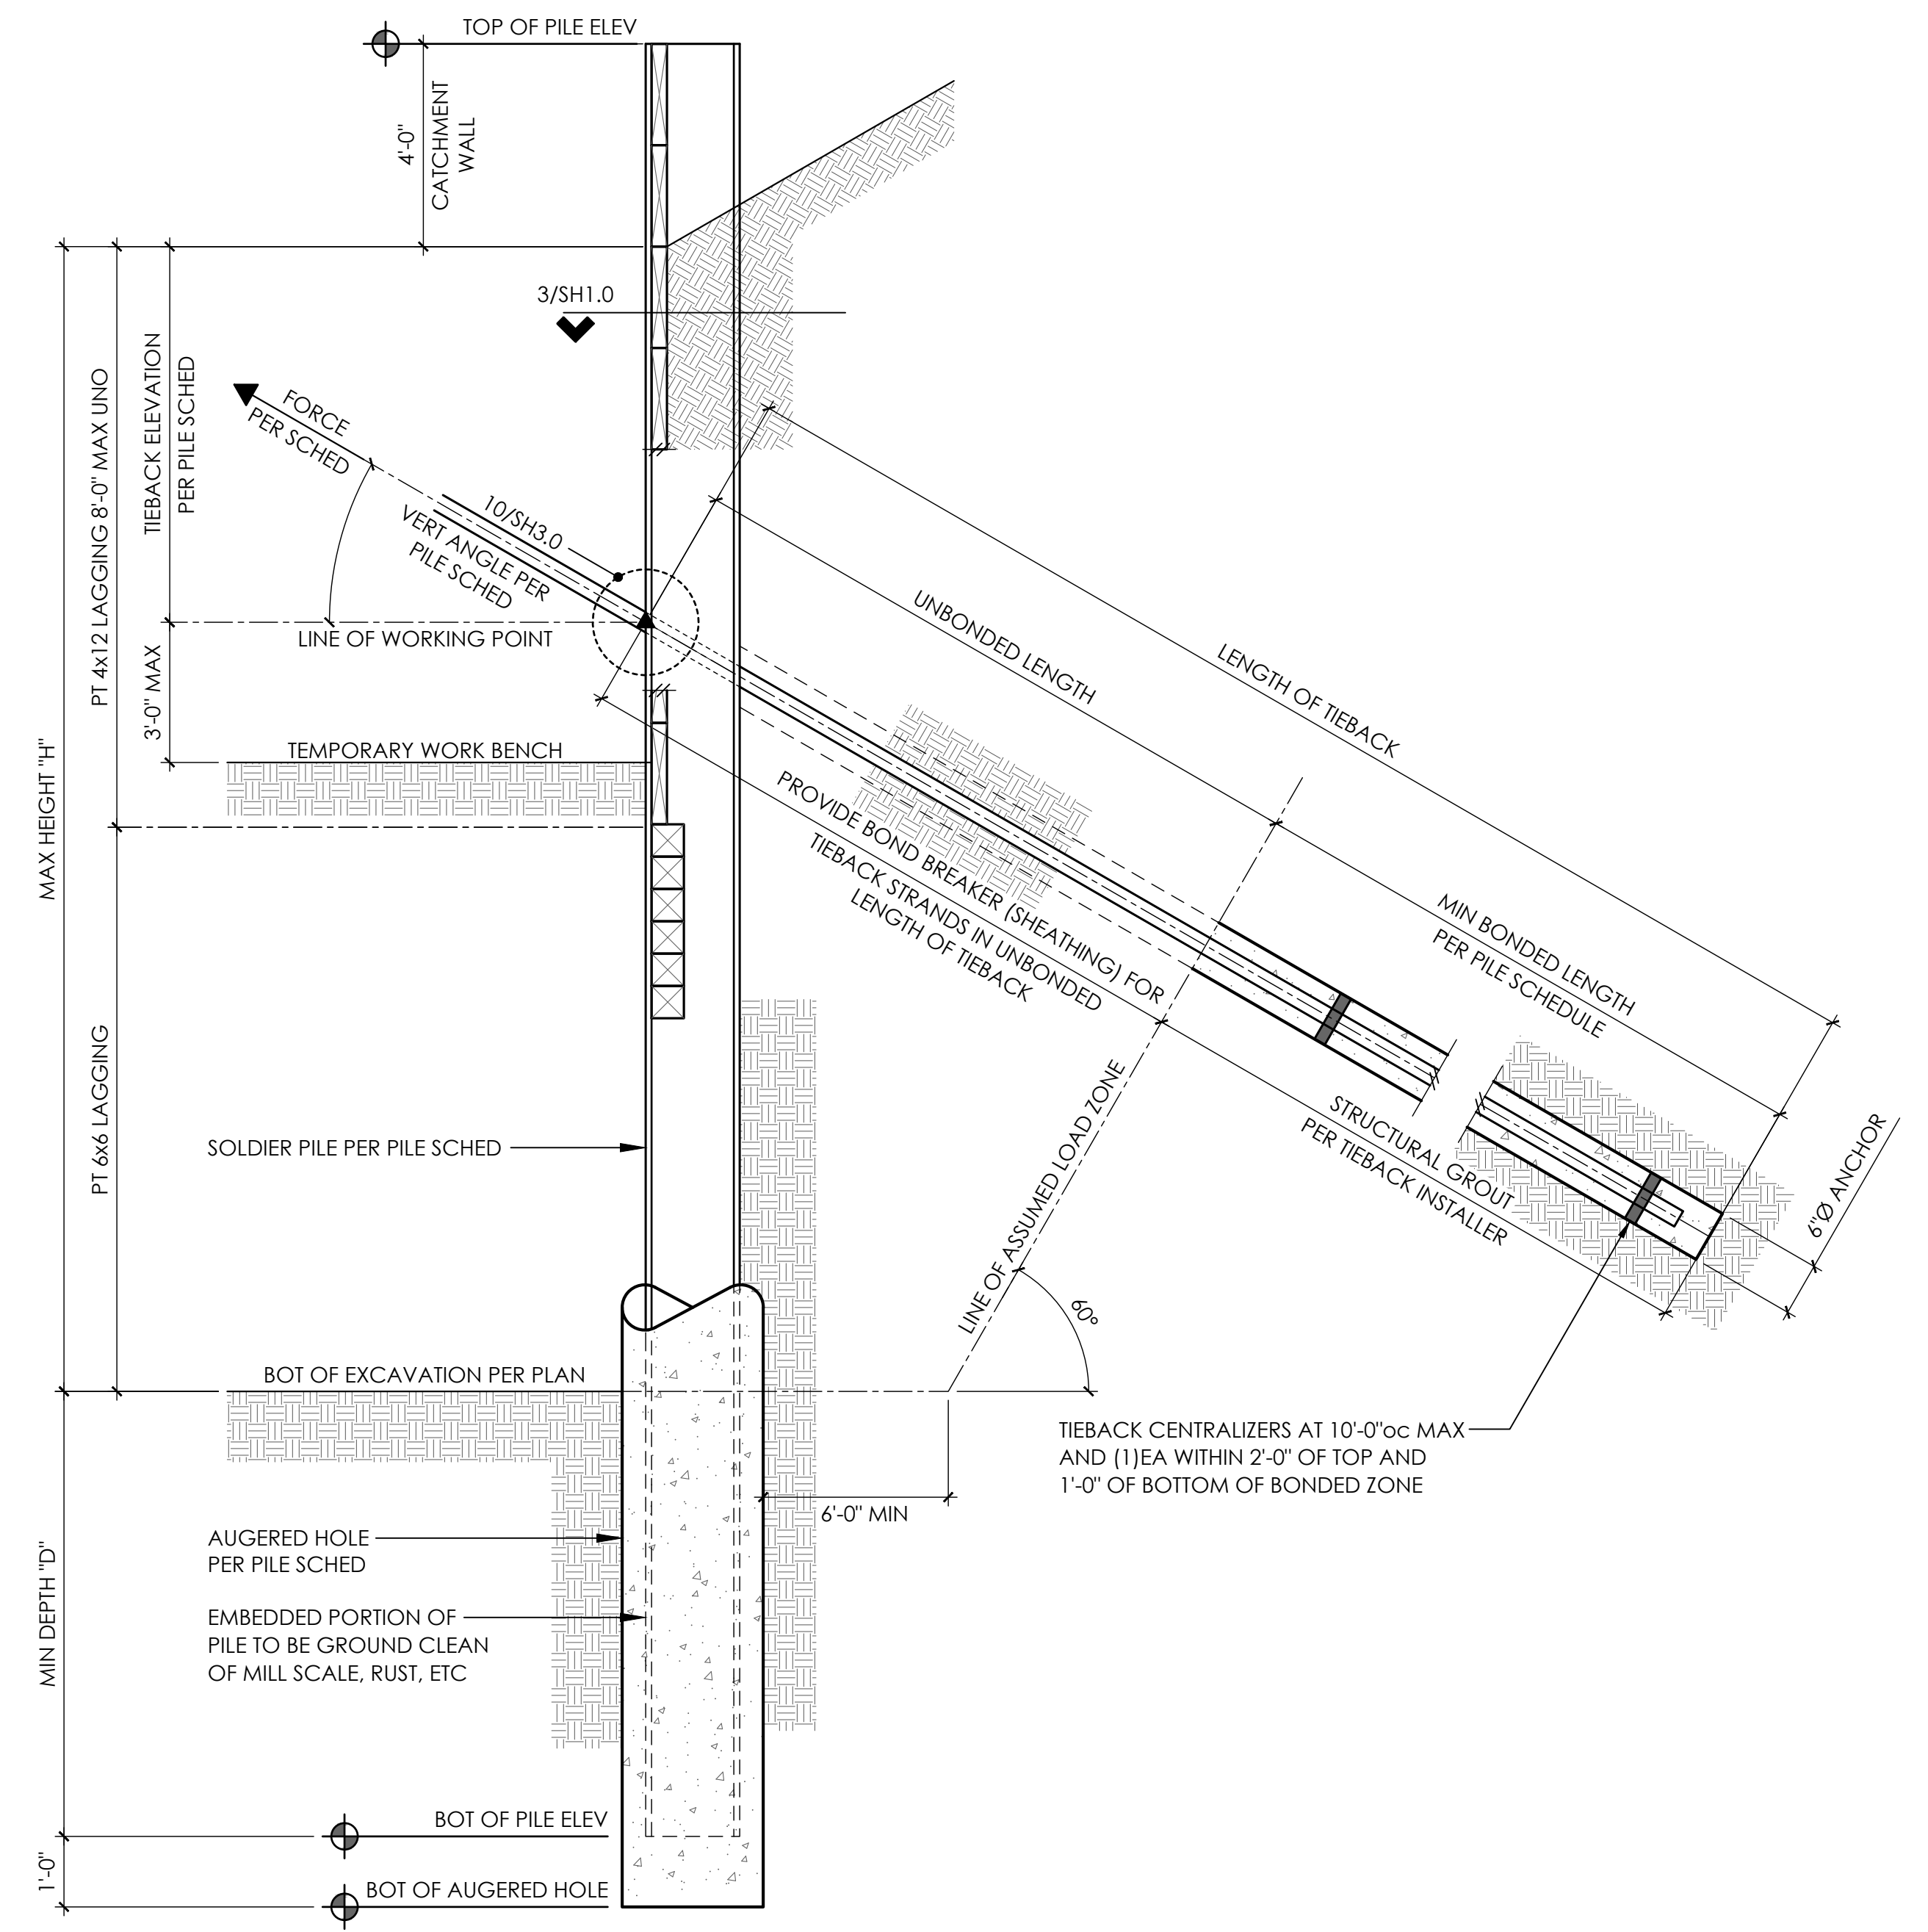 TOP OF PILE ELEV
4'-0"
CATCHMENT
WALL
3/SH1.0
FORCE
PER SCHED
TIEBACK ELEVATION
PER PILE SCHED
PT 4x12 LAGGING 8'-0" MAX UNO
10/SH3.0
VERT ANGLE PER
PILE SCHED
LINE OF WORKING POINT
3'-0" MAX
TEMPORARY WORK BENCH
MAX HEIGHT "H"
UNBONDED LENGTH
LENGTH OF TIEBACK
PROVIDE BOND BREAKER (SHEATHING) FOR
TIEBACK STRANDS IN UNBONDED
LENGTH OF TIEBACK
MIN BONDED LENGTH
PER PILE SCHEDULE
PT 6x6 LAGGING
SOLDIER PILE PER PILE SCHED
LINE OF ASSUMED LOAD ZONE
STRUCTURAL GROUT
PER TIEBACK INSTALLER
6"Ø ANCHOR
60°
BOT OF EXCAVATION PER PLAN
TIEBACK CENTRALIZERS AT 10'-0"oc MAX
AND (1)EA WITHIN 2'-0" OF TOP AND
1'-0" OF BOTTOM OF BONDED ZONE
6'-0" MIN
AUGERED HOLE
PER PILE SCHED
MIN DEPTH "D"
EMBEDDED PORTION OF
PILE TO BE GROUND CLEAN
OF MILL SCALE, RUST, ETC
BOT OF PILE ELEV
1'-0"
BOT OF AUGERED HOLE